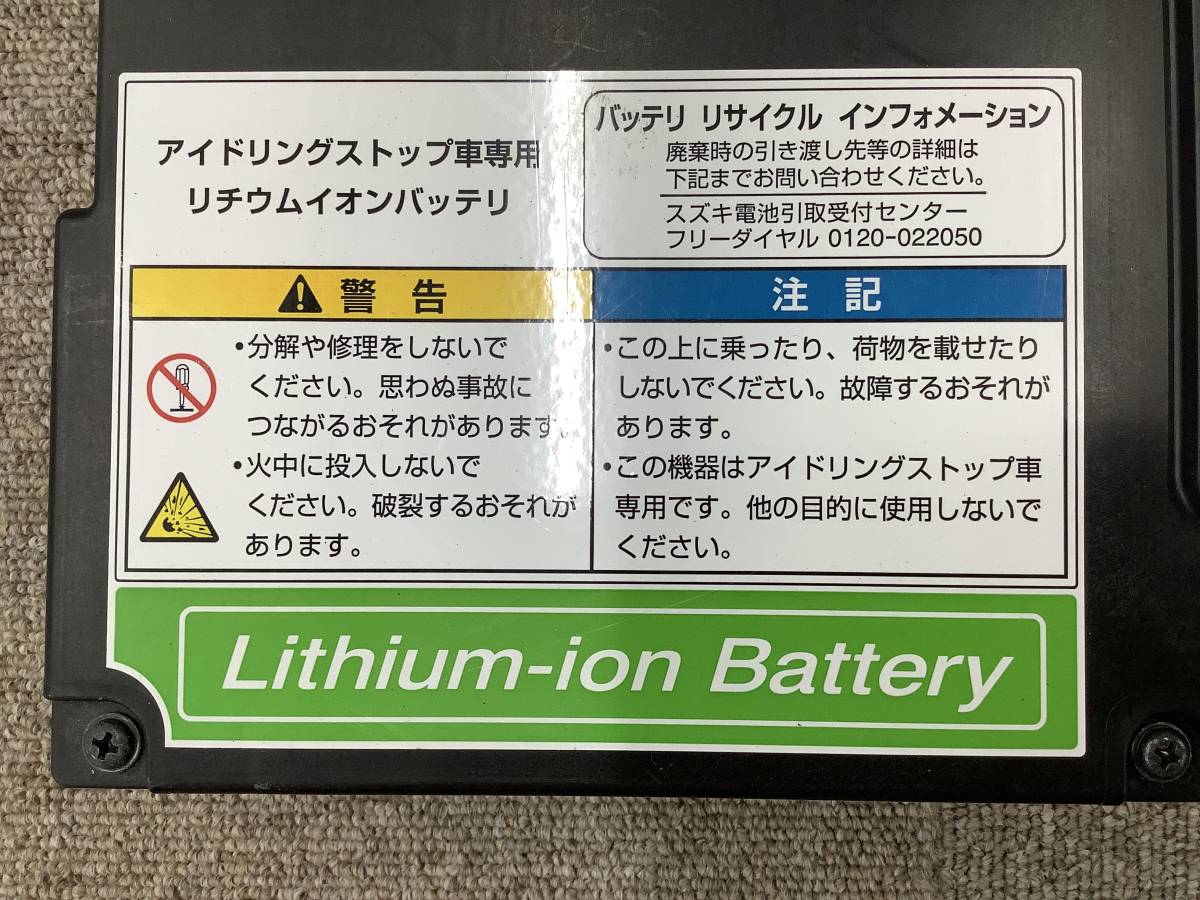 アイドリングストップ車専用
リチウムイオンバッテリ
バッテリ リサイクル インフォメーション
廃棄時の引き渡し先等の詳細は
下記までお問い合わせください。
スズキ電池引取受付センター
フリーダイヤル 0120-022050
警告
・分解や修理をしないで
ください。思わぬ事故に
つながるおそれがあります。
・火中に投入しないで
ください。破裂するおそれが
あります。
注記
・この上に乗ったり、荷物を載せたり
しないでください。故障するおそれが
あります。
・この機器はアイドリングストップ車
専用です。他の目的に使用しないで
ください。
Lithium-ion Battery